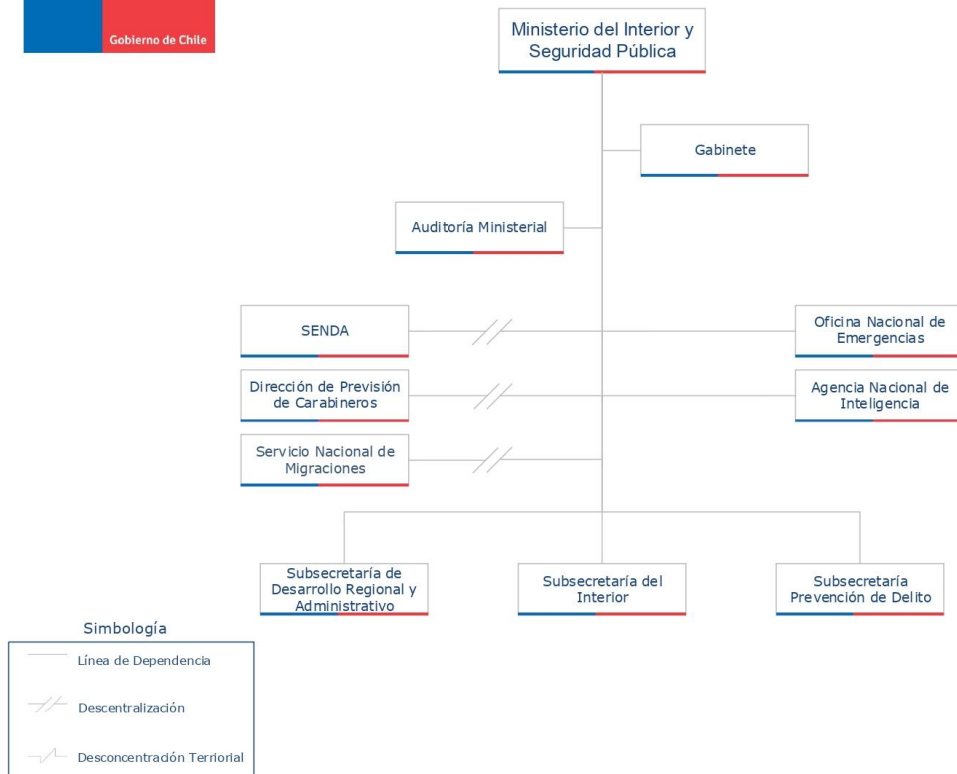 Gobierno de Chile
Ministerio del Interior y
Seguridad Pública
Gabinete
Auditoría Ministerial
SENDA
Oficina Nacional de
Emergencias
Dirección de Previsión
de Carabineros
Agencia Nacional de
Inteligencia
Servicio Nacional de
Migraciones
Subsecretaría de
Desarrollo Regional y
Administrativo
Subsecretaría del
Interior
Subsecretaría
Prevención de Delito
Simbología
Línea de Dependencia
Descentralización
Desconcentración Terriorial